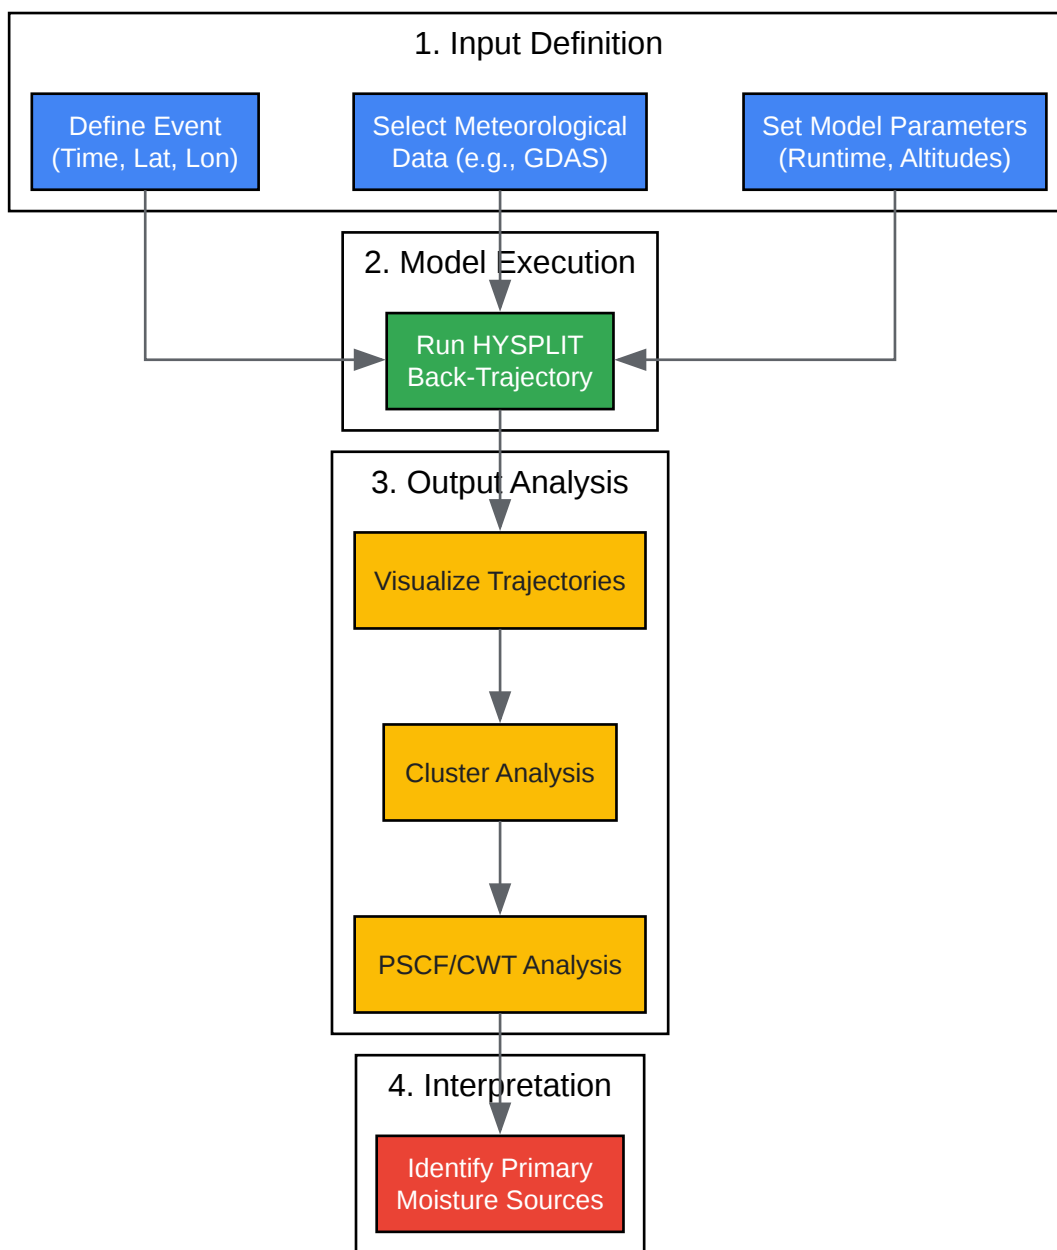 1. Input Definition
Define Event
(Time, Lat, Lon)
Select Meteorological
Data (e.g., GDAS)
Set Model Parameters
(Runtime, Altitudes)
2. Model Execution
Run HYSPLIT
Back-Trajectory
3. Output Analysis
Visualize Trajectories
Cluster Analysis
PSCF/CWT Analysis
4. Interpretation
Identify Primary
Moisture Sources